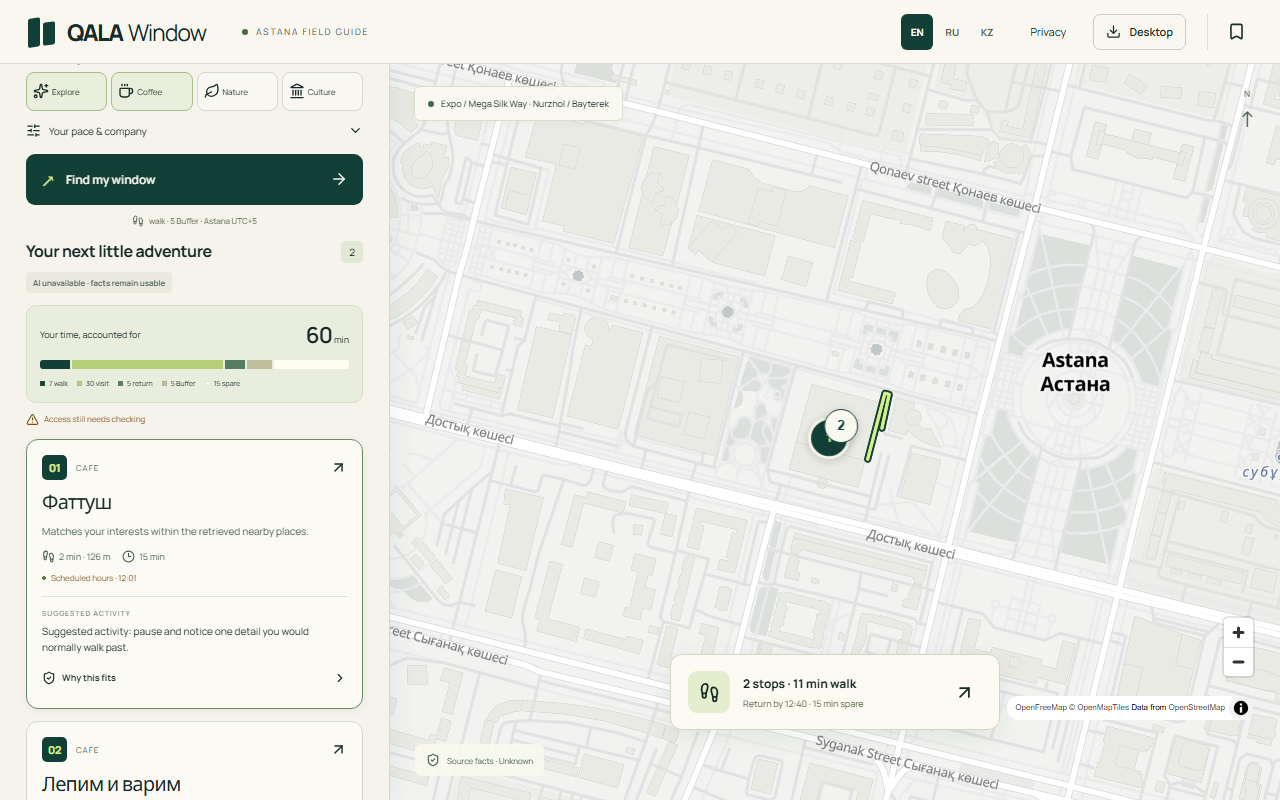 QALA Window
ASTANA FIELD GUIDE
EN
RU
KZ
Privacy
Desktop
Explore
Coffee
Nature
Culture
Your pace & company
Find my window
walk · 5 Buffer · Astana UTC+5
Your next little adventure
2
AI unavailable · facts remain usable
Your time, accounted for
60 min
7 walk
30 visit
5 return
5 Buffer
15 spare
Access still needs checking
01
CAFE
Фаттуш
Matches your interests within the retrieved nearby places.
2 min · 126 m
15 min
Scheduled hours · 12:01
SUGGESTED ACTIVITY
Suggested activity: pause and notice one detail you would
normally walk past.
Why this fits
02
CAFE
Лепим и варим
eet Қонаев көшесі
Expo / Mega Silk Way · Nurzhol / Bayterek
N
Qonaev street Қонаев көшесі
Astana
Астана
2
Достық көшесі
субұ
Достық көшесі
reet Сығанақ көшесі
2 stops · 11 min walk
Return by 12:40 · 15 min spare
OpenFreeMap © OpenMapTiles Data from OpenStreetMap
Syganak Street Сығанақ көшесі
Source facts · Unknown